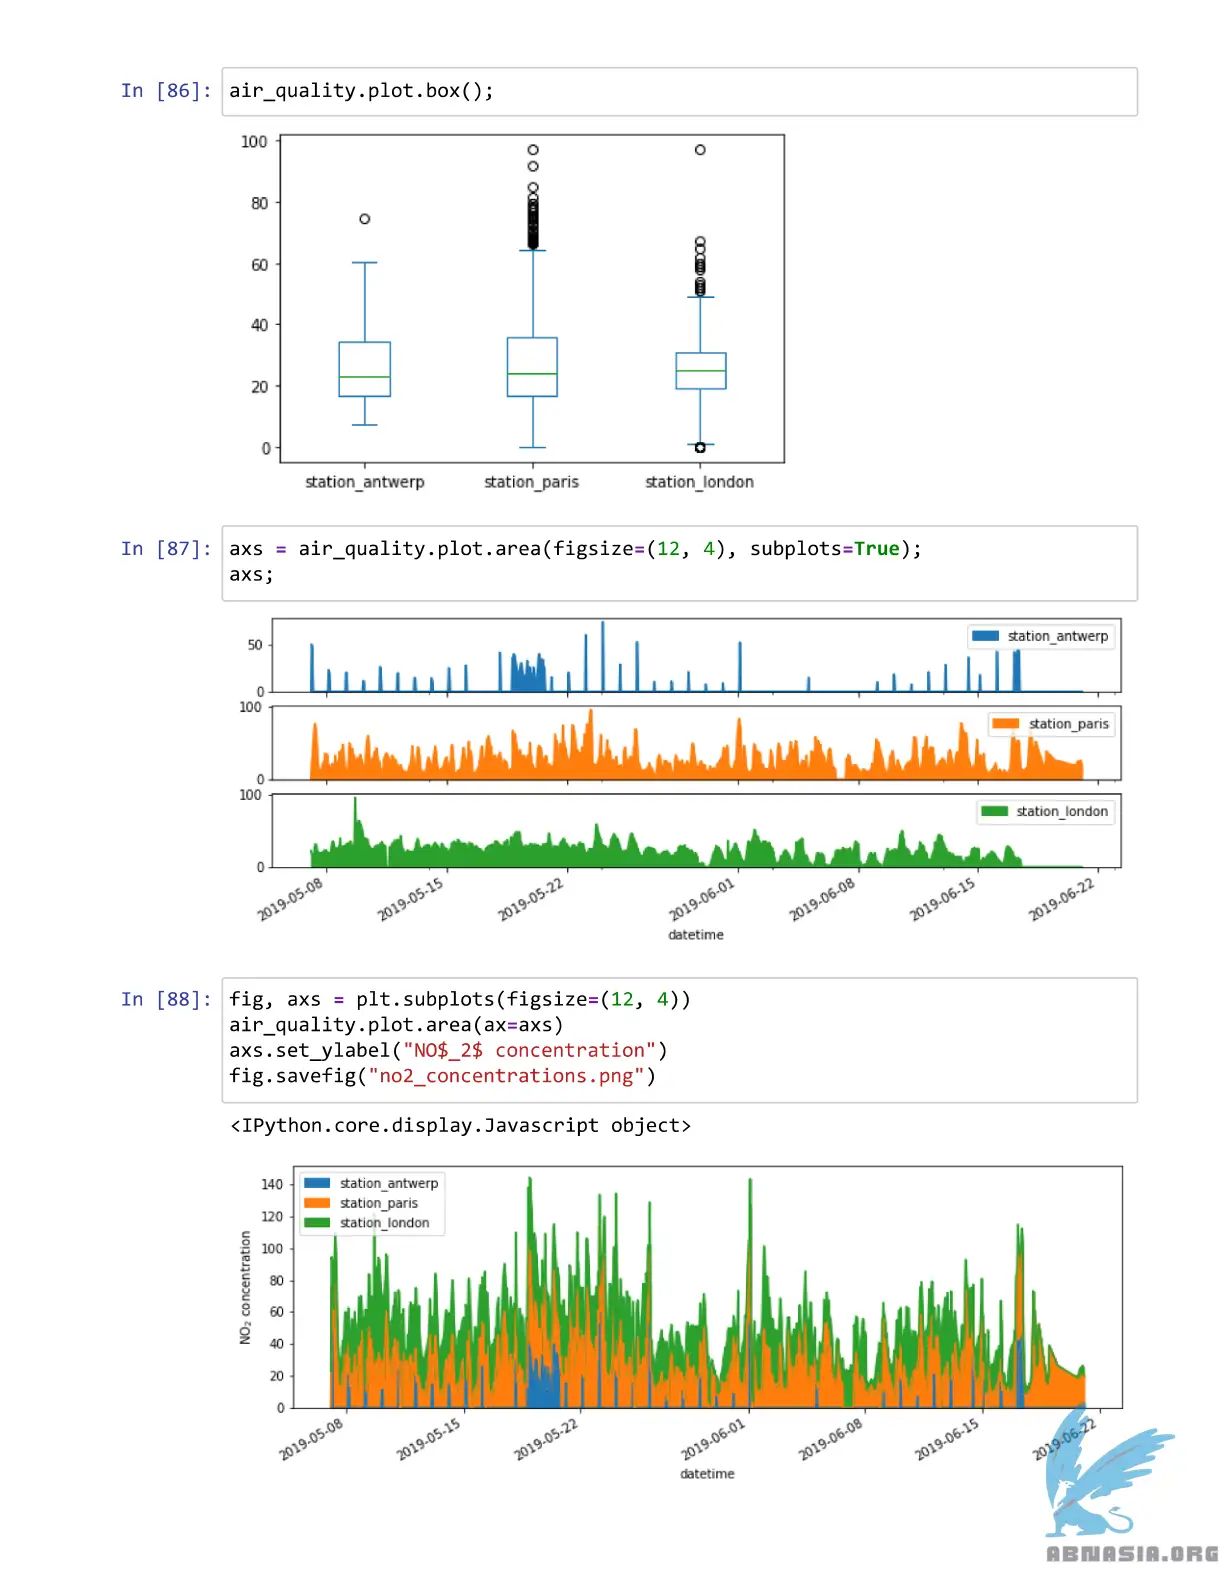 In [86]: air_quality.plot.box();
100
80
60
40
20
0
station_antwerp station_paris station_london
In [87]: axs = air_quality.plot.area(figsize=(12, 4), subplots=True);
axs;
station_antwerp
50
0
100
station_paris
0
100
station_london
0
2019-05-08 2019-05-15 2019-05-22 2019-06-01 2019-06-08 2019-06-15 2019-06-22
datetime
In [88]: fig, axs = plt.subplots(figsize=(12, 4))
air_quality.plot.area(ax=axs)
axs.set_ylabel("NO$_2$ concentration")
fig.savefig("no2_concentrations.png")
<IPython.core.display.Javascript object>
station_antwerp
station_paris
station_london
140
120
100
80
60
40
20
0
NO₂ concentration
2019-05-08 2019-05-15 2019-05-22 2019-06-01 2019-06-08 2019-06-15 2019-06-22
datetime
ABNASIA.ORG